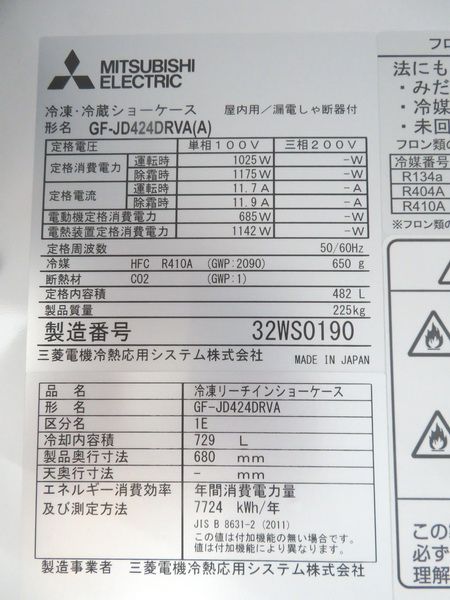 MITSUBISHI
ELECTRIC
冷凍・冷蔵ショーケース 屋内用/漏電しゃ断器付
形名 GF-JD424DRVA(A)
定格電圧 単相100V 三相200V
定格消費電力 運転時 1025W -W
除霜時 1175W -W
定格電流 運転時 11.7A -A
除霜時 11.9A -A
電動機定格消費電力 685W -W
電熱装置定格消費電力 1142W -W
定格周波数 50/60Hz
冷媒 HFC R410A (GWP:2090) 650 g
断熱材 CO2 (GWP:1)
定格内容積 482 L
製品質量 225kg
製造番号 32WS0190
三菱電機冷熱応用システム株式会社 MADE IN JAPAN
品名 冷凍リーチインショーケース
形名 GF-JD424DRVA
区分名 1E
冷却内容積 729 L
製品奥行寸法 680 mm
天奥行寸法 - mm
エネルギー消費効率 年間消費電力量
及び測定方法 7724 kWh/年
JIS B 8631-2 (2011)
この値は付加機能の無い場合です。
値は付加機能により異なります。
製造事業者 三菱電機冷熱応用システム株式会社
フロ
法にも
・みだ
・冷媒
・未回
フロン類の
冷媒番号
R134a
R404A
R410A
※フロン類の
この
必ず
理解